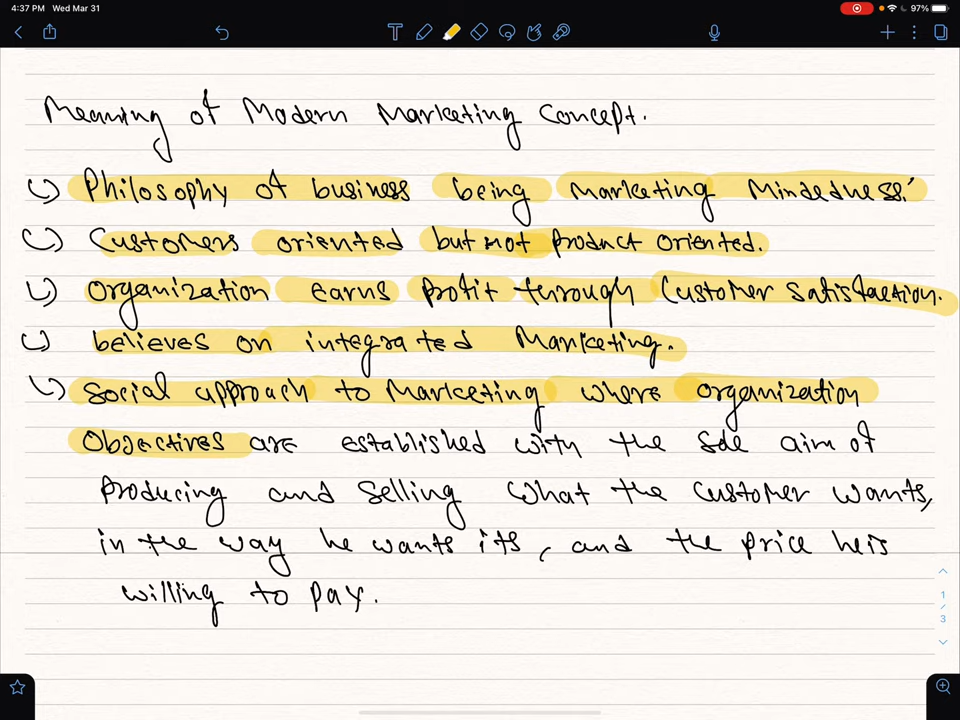 4:37 PM Wed Mar 31
97%
Meaning of Modern Marketing Concept.
Philosophy of business being marketing Mindedness.
Customers oriented but not product oriented.
Organization earns profit through Customer satisfaction.
believes on integrated Marketing.
Social approach to Marketing where organization
Objectives are established with the sole aim of
Producing and Selling what the customer wants,
in the way he wants its, and the price he is
willing to pay.
1
/
3